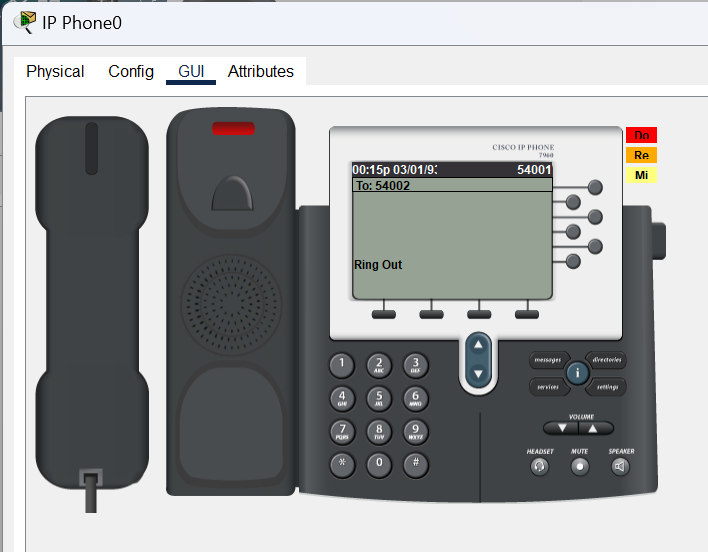 IP Phone0
Physical Config GUI Attributes
CISCO IP PHONE
7960
Do
Re
Mi
00:15p 03/01/93 54001
To: 54002
Ring Out
1 2 ABC 3 DEF
4 GHI 5 JKL 6 MNO
7 PQRS 8 TUV 9 WXYZ
* 0 #
messages directories
i
services settings
VOLUME
HEADSET MUTE SPEAKER